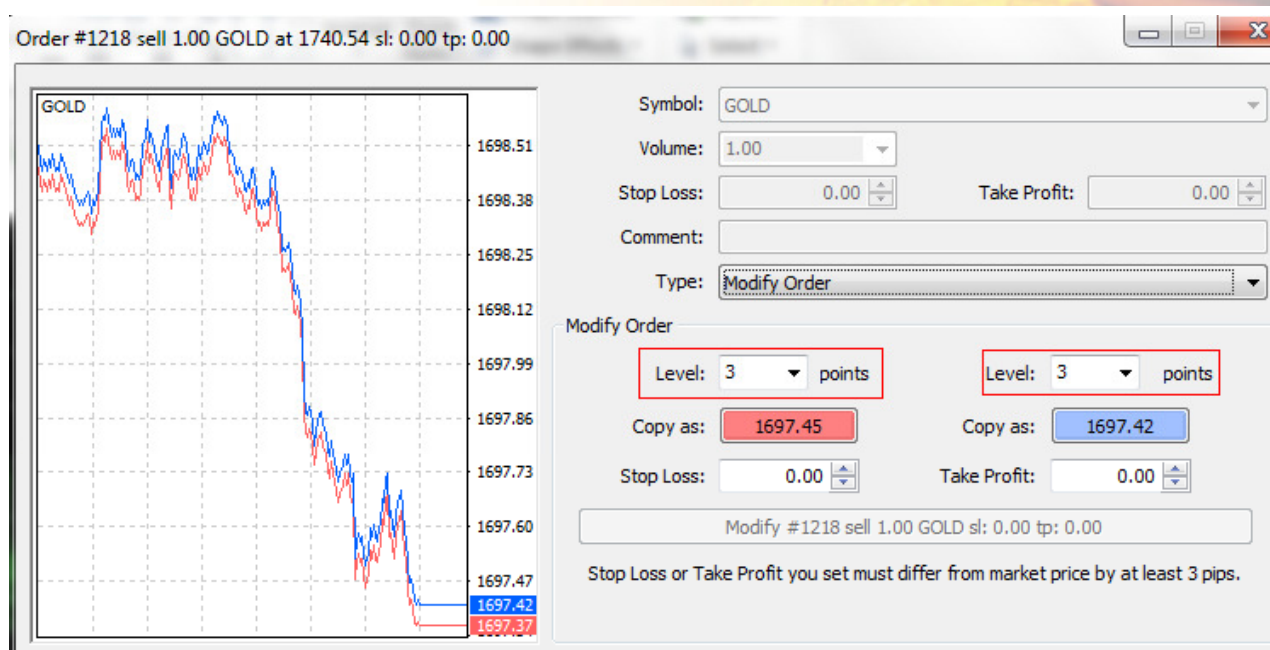 Order #1218 sell 1.00 GOLD at 1740.54 sl: 0.00 tp: 0.00
X
GOLD
1698.51
1698.38
1698.25
1698.12
1697.99
1697.86
1697.73
1697.60
1697.47
1697.42
1697.37
Symbol: GOLD
Volume: 1.00
Stop Loss: 0.00 Take Profit: 0.00
Comment:
Type: Modify Order
Modify Order
Level: 3 points Level: 3 points
Copy as: 1697.45 Copy as: 1697.42
Stop Loss: 0.00 Take Profit: 0.00
Modify #1218 sell 1.00 GOLD sl: 0.00 tp: 0.00
Stop Loss or Take Profit you set must differ from market price by at least 3 pips.